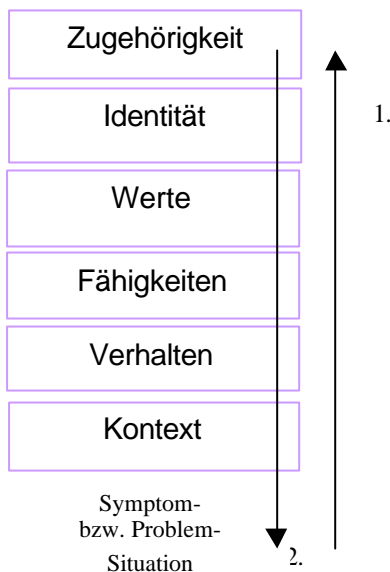 Zugehörigkeit
Identität
1.
Werte
Fähigkeiten
Verhalten
Kontext
Symptom-
bzw. Problem-
Situation
2.